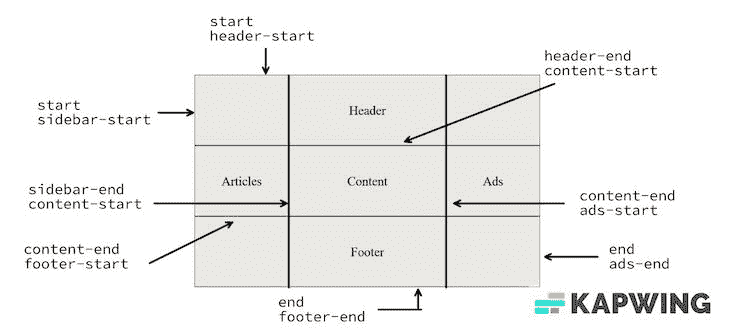 start
header-start
header-end
content-start
start
sidebar-start
Header
sidebar-end
content-start
Articles
Content
Ads
content-end
ads-start
content-end
footer-start
Footer
end
ads-end
end
footer-end
KAPWING